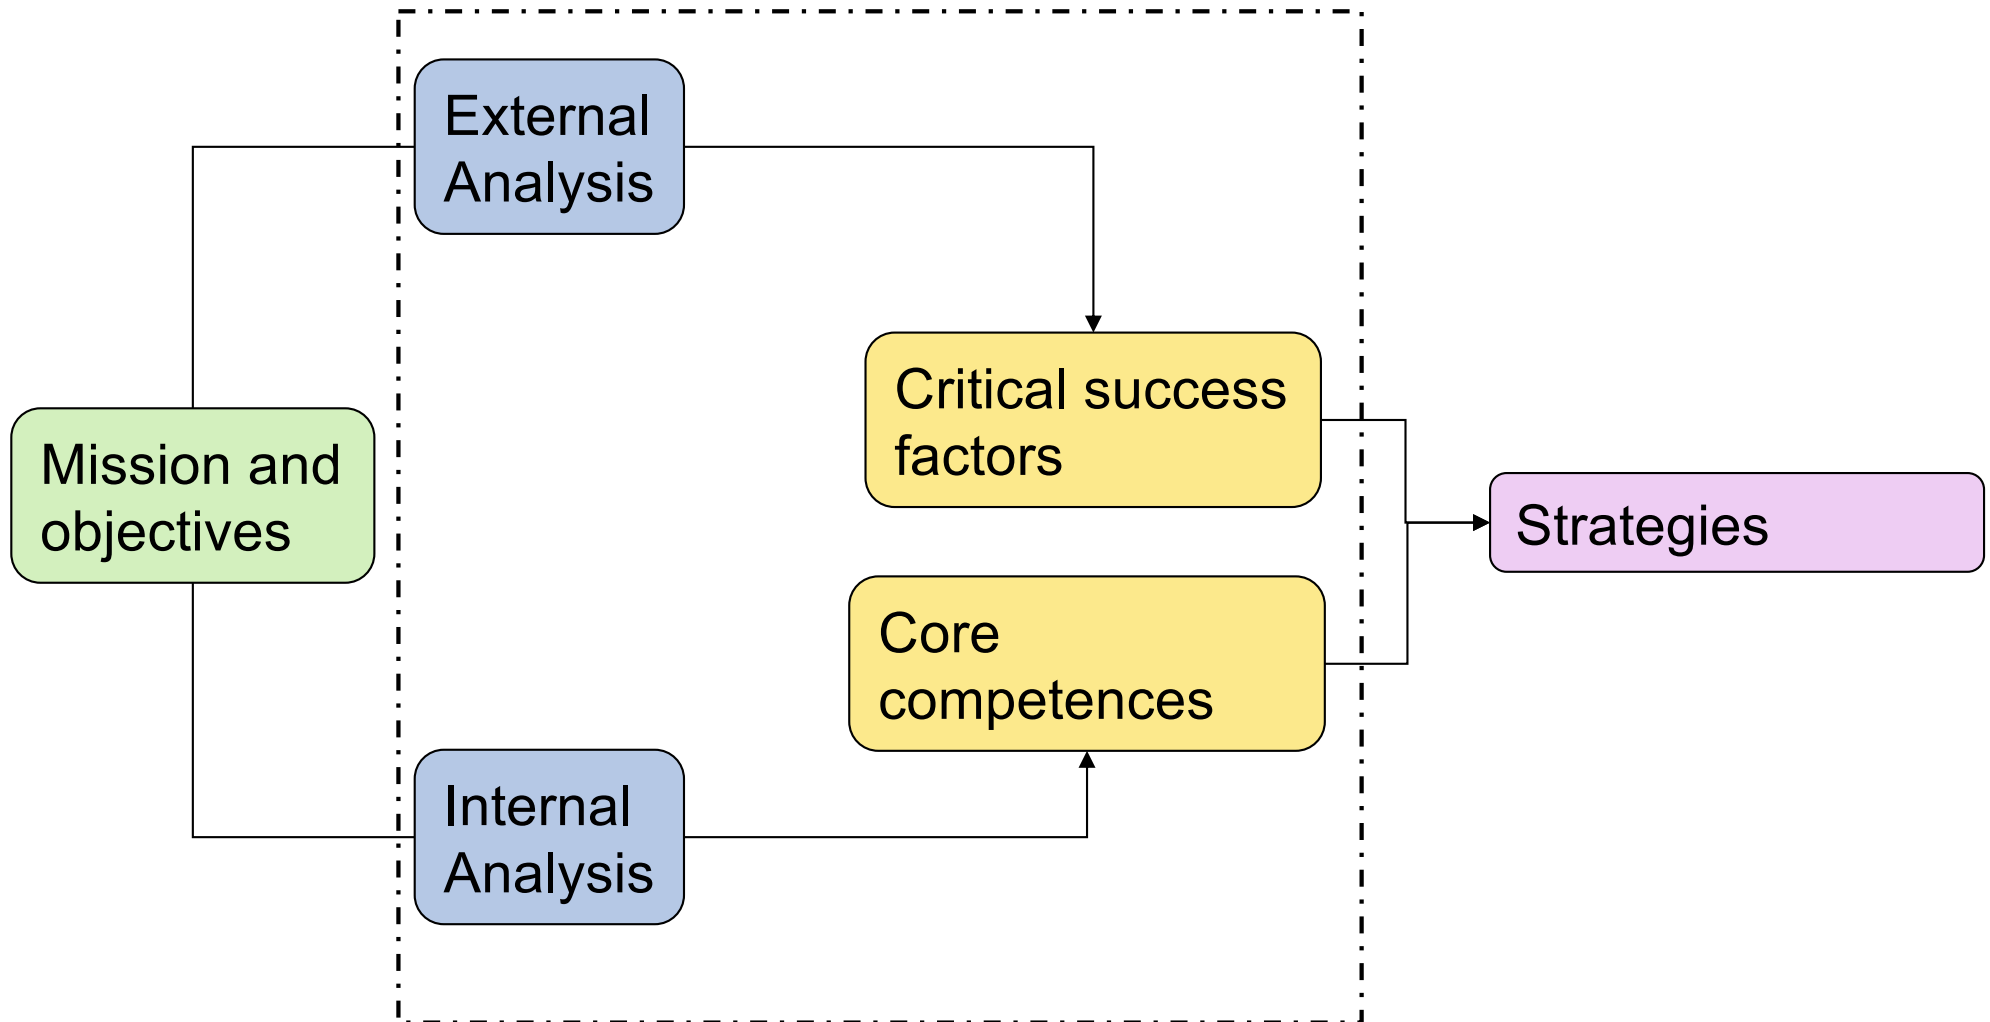 External
Analysis
Critical success
factors
Mission and
objectives
Strategies
Core
competences
Internal
Analysis